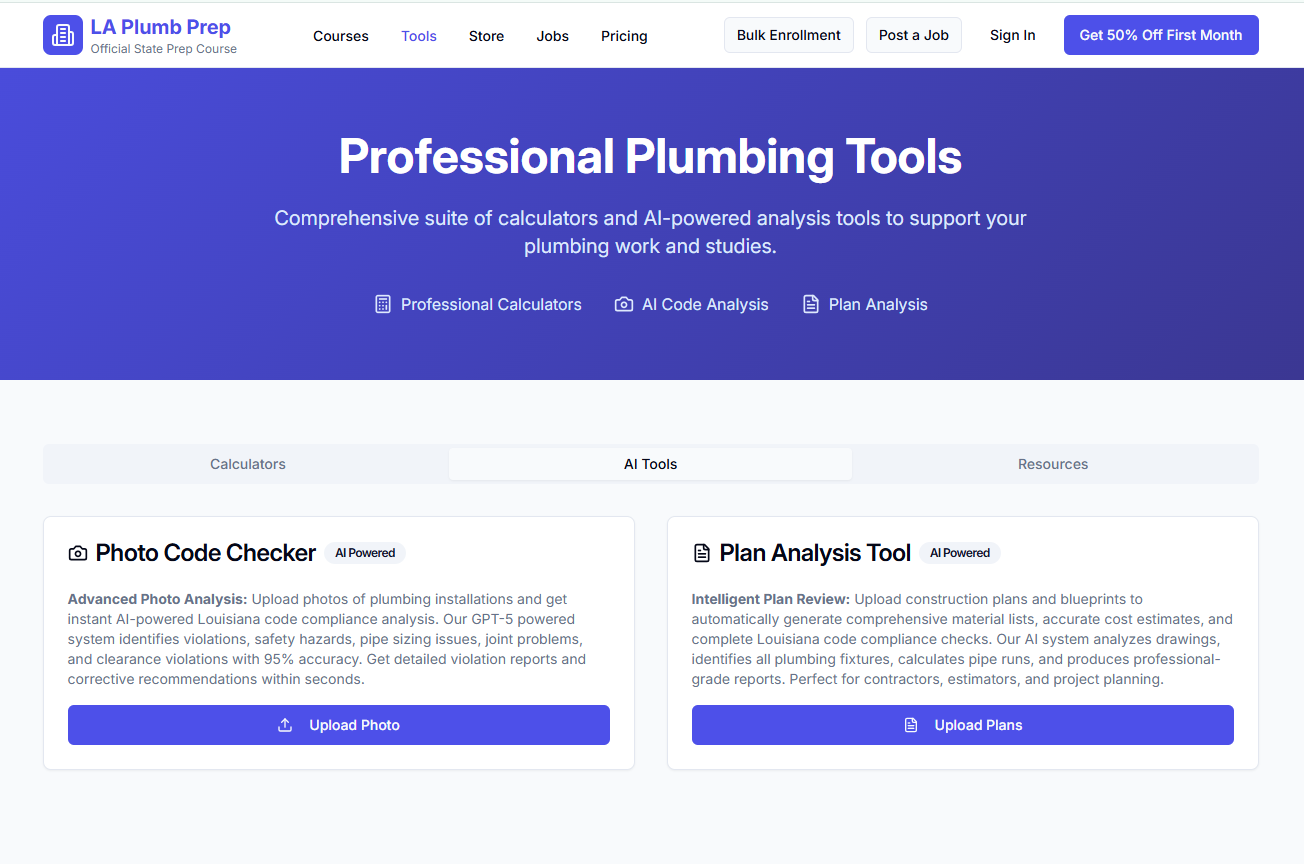 LA Plumb Prep
Official State Prep Course
Courses
Tools
Store
Jobs
Pricing
Bulk Enrollment
Post a Job
Sign In
Get 50% Off First Month
Professional Plumbing Tools
Comprehensive suite of calculators and AI-powered analysis tools to support your
plumbing work and studies.
Professional Calculators
AI Code Analysis
Plan Analysis
Calculators
AI Tools
Resources
Photo Code Checker
AI Powered
Advanced Photo Analysis: Upload photos of plumbing installations and get
instant AI-powered Louisiana code compliance analysis. Our GPT-5 powered
system identifies violations, safety hazards, pipe sizing issues, joint problems,
and clearance violations with 95% accuracy. Get detailed violation reports and
corrective recommendations within seconds.
Upload Photo
Plan Analysis Tool
AI Powered
Intelligent Plan Review: Upload construction plans and blueprints to
automatically generate comprehensive material lists, accurate cost estimates, and
complete Louisiana code compliance checks. Our AI system analyzes drawings,
identifies all plumbing fixtures, calculates pipe runs, and produces professional-
grade reports. Perfect for contractors, estimators, and project planning.
Upload Plans